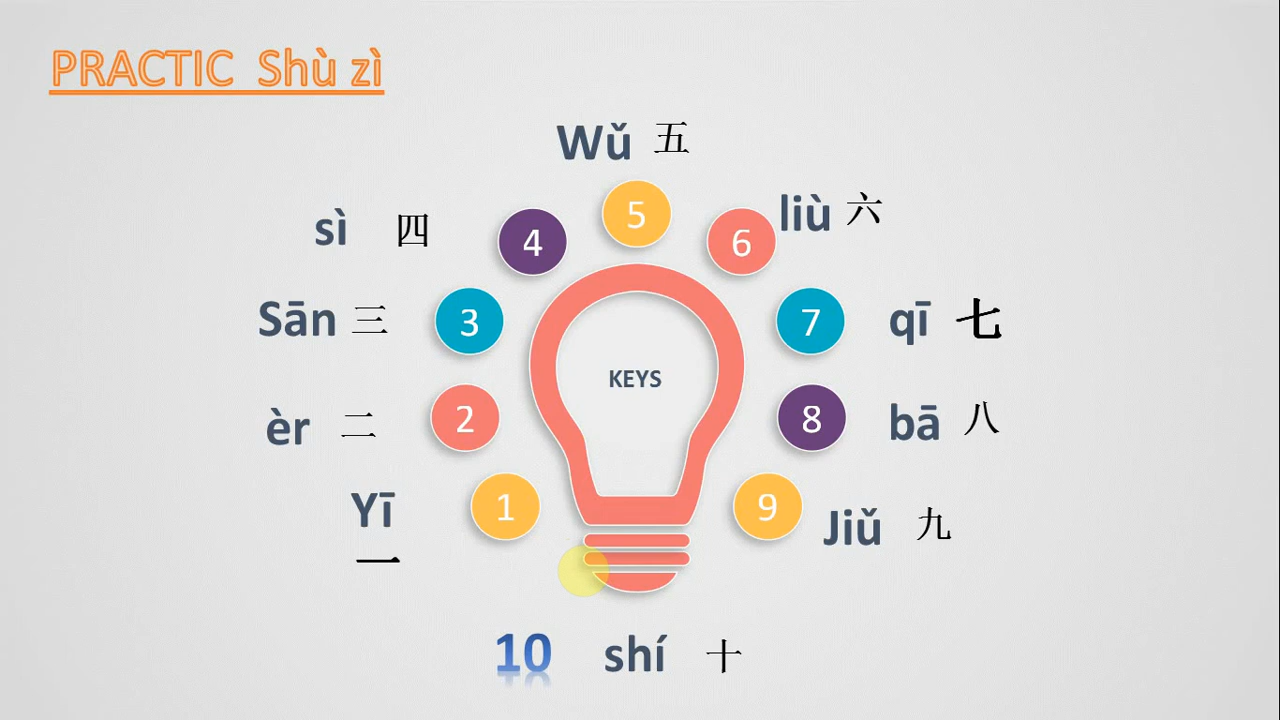 PRACTIC Shù zì
Wǔ 五
5
sì 四
4
6
liù 六
Sān 三
3
7
qī 七
KEYS
èr 二
2
8
bā 八
Yī
一
1
9
Jiǔ 九
10 shí 十